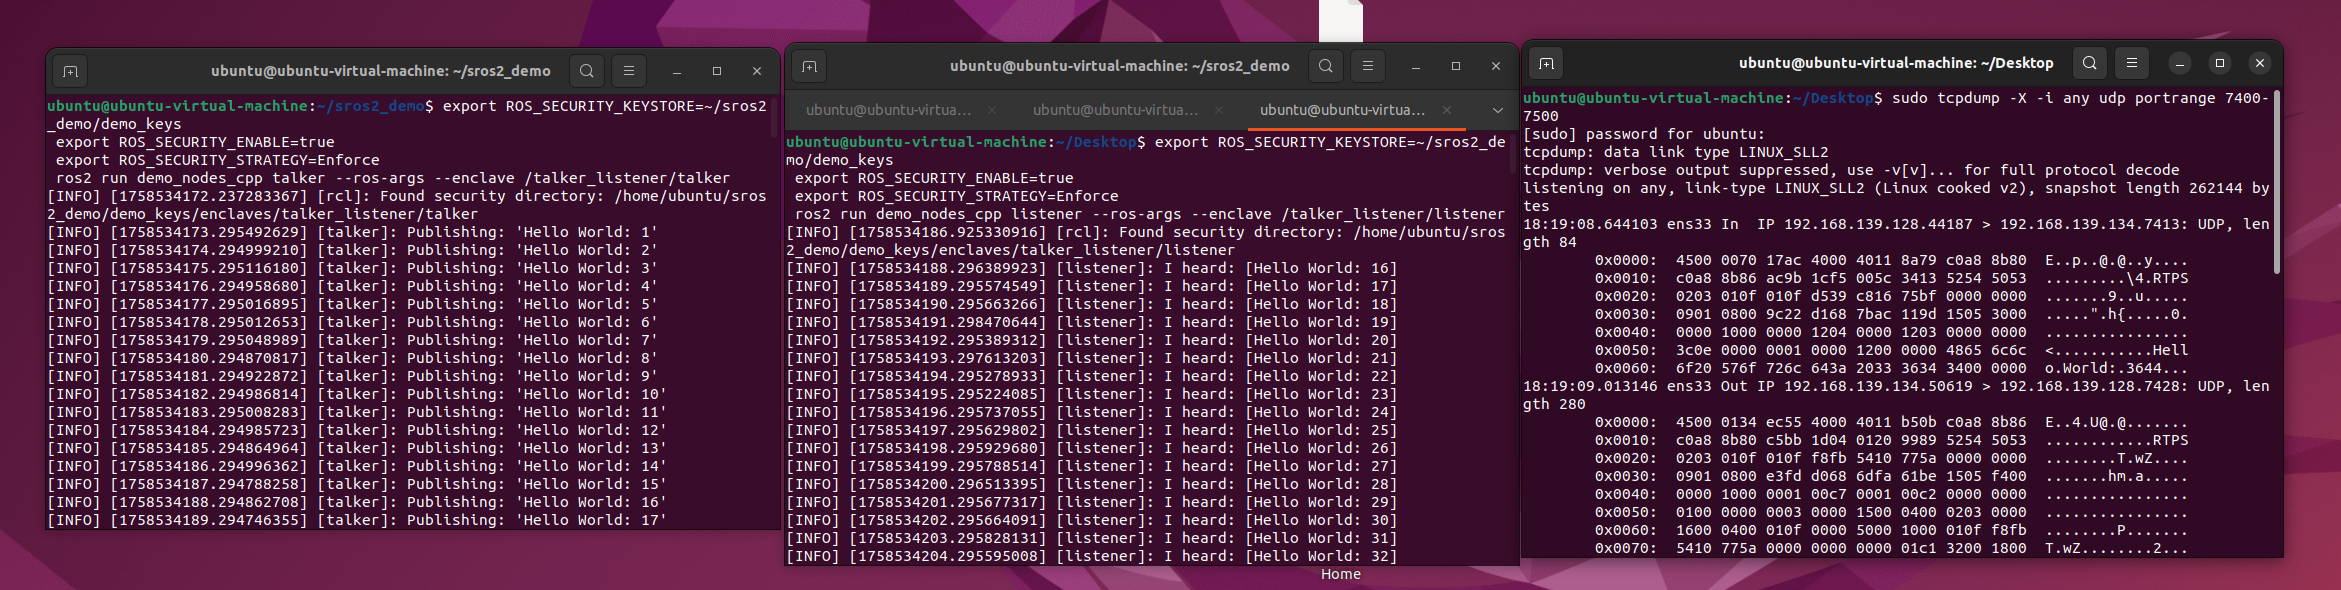 ubuntu@ubuntu-virtual-machine: ~/sros2_demo
ubuntu@ubuntu-virtual-machine:~/sros2_demo$ export ROS_SECURITY_KEYSTORE=~/sros2
_demo/demo_keys
export ROS_SECURITY_ENABLE=true
export ROS_SECURITY_STRATEGY=Enforce
ros2 run demo_nodes_cpp talker --ros-args --enclave /talker_listener/talker
[INFO] [1758534172.237283367] [rcl]: Found security directory: /home/ubuntu/sros
2_demo/demo_keys/enclaves/talker_listener/talker
[INFO] [1758534173.295492629] [talker]: Publishing: 'Hello World: 1'
[INFO] [1758534174.294999210] [talker]: Publishing: 'Hello World: 2'
[INFO] [1758534175.295116180] [talker]: Publishing: 'Hello World: 3'
[INFO] [1758534176.294958680] [talker]: Publishing: 'Hello World: 4'
[INFO] [1758534177.295016895] [talker]: Publishing: 'Hello World: 5'
[INFO] [1758534178.295012653] [talker]: Publishing: 'Hello World: 6'
[INFO] [1758534179.295048989] [talker]: Publishing: 'Hello World: 7'
[INFO] [1758534180.294870817] [talker]: Publishing: 'Hello World: 8'
[INFO] [1758534181.294922872] [talker]: Publishing: 'Hello World: 9'
[INFO] [1758534182.294986814] [talker]: Publishing: 'Hello World: 10'
[INFO] [1758534183.295008283] [talker]: Publishing: 'Hello World: 11'
[INFO] [1758534184.294985723] [talker]: Publishing: 'Hello World: 12'
[INFO] [1758534185.294864964] [talker]: Publishing: 'Hello World: 13'
[INFO] [1758534186.294996362] [talker]: Publishing: 'Hello World: 14'
[INFO] [1758534187.294788258] [talker]: Publishing: 'Hello World: 15'
[INFO] [1758534188.294862708] [talker]: Publishing: 'Hello World: 16'
[INFO] [1758534189.294746355] [talker]: Publishing: 'Hello World: 17'
ubuntu@ubuntu-virtual-machine: ~/sros2_demo
ubuntu@ubuntu-virtua... ubuntu@ubuntu-virtua... ubuntu@ubuntu-virtua...
ubuntu@ubuntu-virtual-machine:~/Desktop$ export ROS_SECURITY_KEYSTORE=~/sros2_de
mo/demo_keys
export ROS_SECURITY_ENABLE=true
export ROS_SECURITY_STRATEGY=Enforce
ros2 run demo_nodes_cpp listener --ros-args --enclave /talker_listener/listener
[INFO] [1758534186.925330916] [rcl]: Found security directory: /home/ubuntu/sros
2_demo/demo_keys/enclaves/talker_listener/listener
[INFO] [1758534188.296389923] [listener]: I heard: [Hello World: 16]
[INFO] [1758534189.295574549] [listener]: I heard: [Hello World: 17]
[INFO] [1758534190.295663266] [listener]: I heard: [Hello World: 18]
[INFO] [1758534191.298470644] [listener]: I heard: [Hello World: 19]
[INFO] [1758534192.295389312] [listener]: I heard: [Hello World: 20]
[INFO] [1758534193.297613203] [listener]: I heard: [Hello World: 21]
[INFO] [1758534194.295278933] [listener]: I heard: [Hello World: 22]
[INFO] [1758534195.295224085] [listener]: I heard: [Hello World: 23]
[INFO] [1758534196.295737055] [listener]: I heard: [Hello World: 24]
[INFO] [1758534197.295629802] [listener]: I heard: [Hello World: 25]
[INFO] [1758534198.295929680] [listener]: I heard: [Hello World: 26]
[INFO] [1758534199.295788514] [listener]: I heard: [Hello World: 27]
[INFO] [1758534200.296513395] [listener]: I heard: [Hello World: 28]
[INFO] [1758534201.295677317] [listener]: I heard: [Hello World: 29]
[INFO] [1758534202.295664091] [listener]: I heard: [Hello World: 30]
[INFO] [1758534203.295828131] [listener]: I heard: [Hello World: 31]
[INFO] [1758534204.295595008] [listener]: I heard: [Hello World: 32]
Home
ubuntu@ubuntu-virtual-machine: ~/Desktop
ubuntu@ubuntu-virtual-machine:~/Desktop$ sudo tcpdump -X -i any udp portrange 7400-
7500
[sudo] password for ubuntu:
tcpdump: data link type LINUX_SLL2
tcpdump: verbose output suppressed, use -v[v]... for full protocol decode
listening on any, link-type LINUX_SLL2 (Linux cooked v2), snapshot length 262144 by
tes
18:19:08.644103 ens33 In  IP 192.168.139.128.44187 > 192.168.139.134.7413: UDP, len
gth 84
0x0000:  4500 0070 17ac 4000 4011 8a79 c0a8 8b80  E..p..@.@..y....
0x0010:  c0a8 8b86 ac9b 1cf5 005c 3413 5254 5053  .........\4.RTPS
0x0020:  0203 010f 010f d539 c816 75bf 0000 0000  .......9..u.....
0x0030:  0901 0800 9c22 d168 7bac 119d 1505 3000  .....".h{.....0.
0x0040:  0000 1000 0000 1204 0000 1203 0000 0000  ................
0x0050:  3c0e 0000 0001 0000 1200 0000 4865 6c6c  <...........Hell
0x0060:  6f20 576f 726c 643a 2033 3634 3400 0000  o.World:.3644...
18:19:09.013146 ens33 Out IP 192.168.139.134.50619 > 192.168.139.128.7428: UDP, len
gth 280
0x0000:  4500 0134 ec55 4000 4011 b50b c0a8 8b86  E..4.U@.@.......
0x0010:  c0a8 8b80 c5bb 1d04 0120 9989 5254 5053  ............RTPS
0x0020:  0203 010f 010f f8fb 5410 775a 0000 0000  ........T.wZ....
0x0030:  0901 0800 e3fd d068 6dfa 61be 1505 f400  .......hm.a.....
0x0040:  0000 1000 0001 00c7 0001 00c2 0000 0000  ................
0x0050:  0100 0000 0003 0000 1500 0400 0203 0000  ................
0x0060:  1600 0400 010f 0000 5000 1000 010f f8fb  ........P.......
0x0070:  5410 775a 0000 0000 0000 01c1 3200 1800  T.wZ........2...